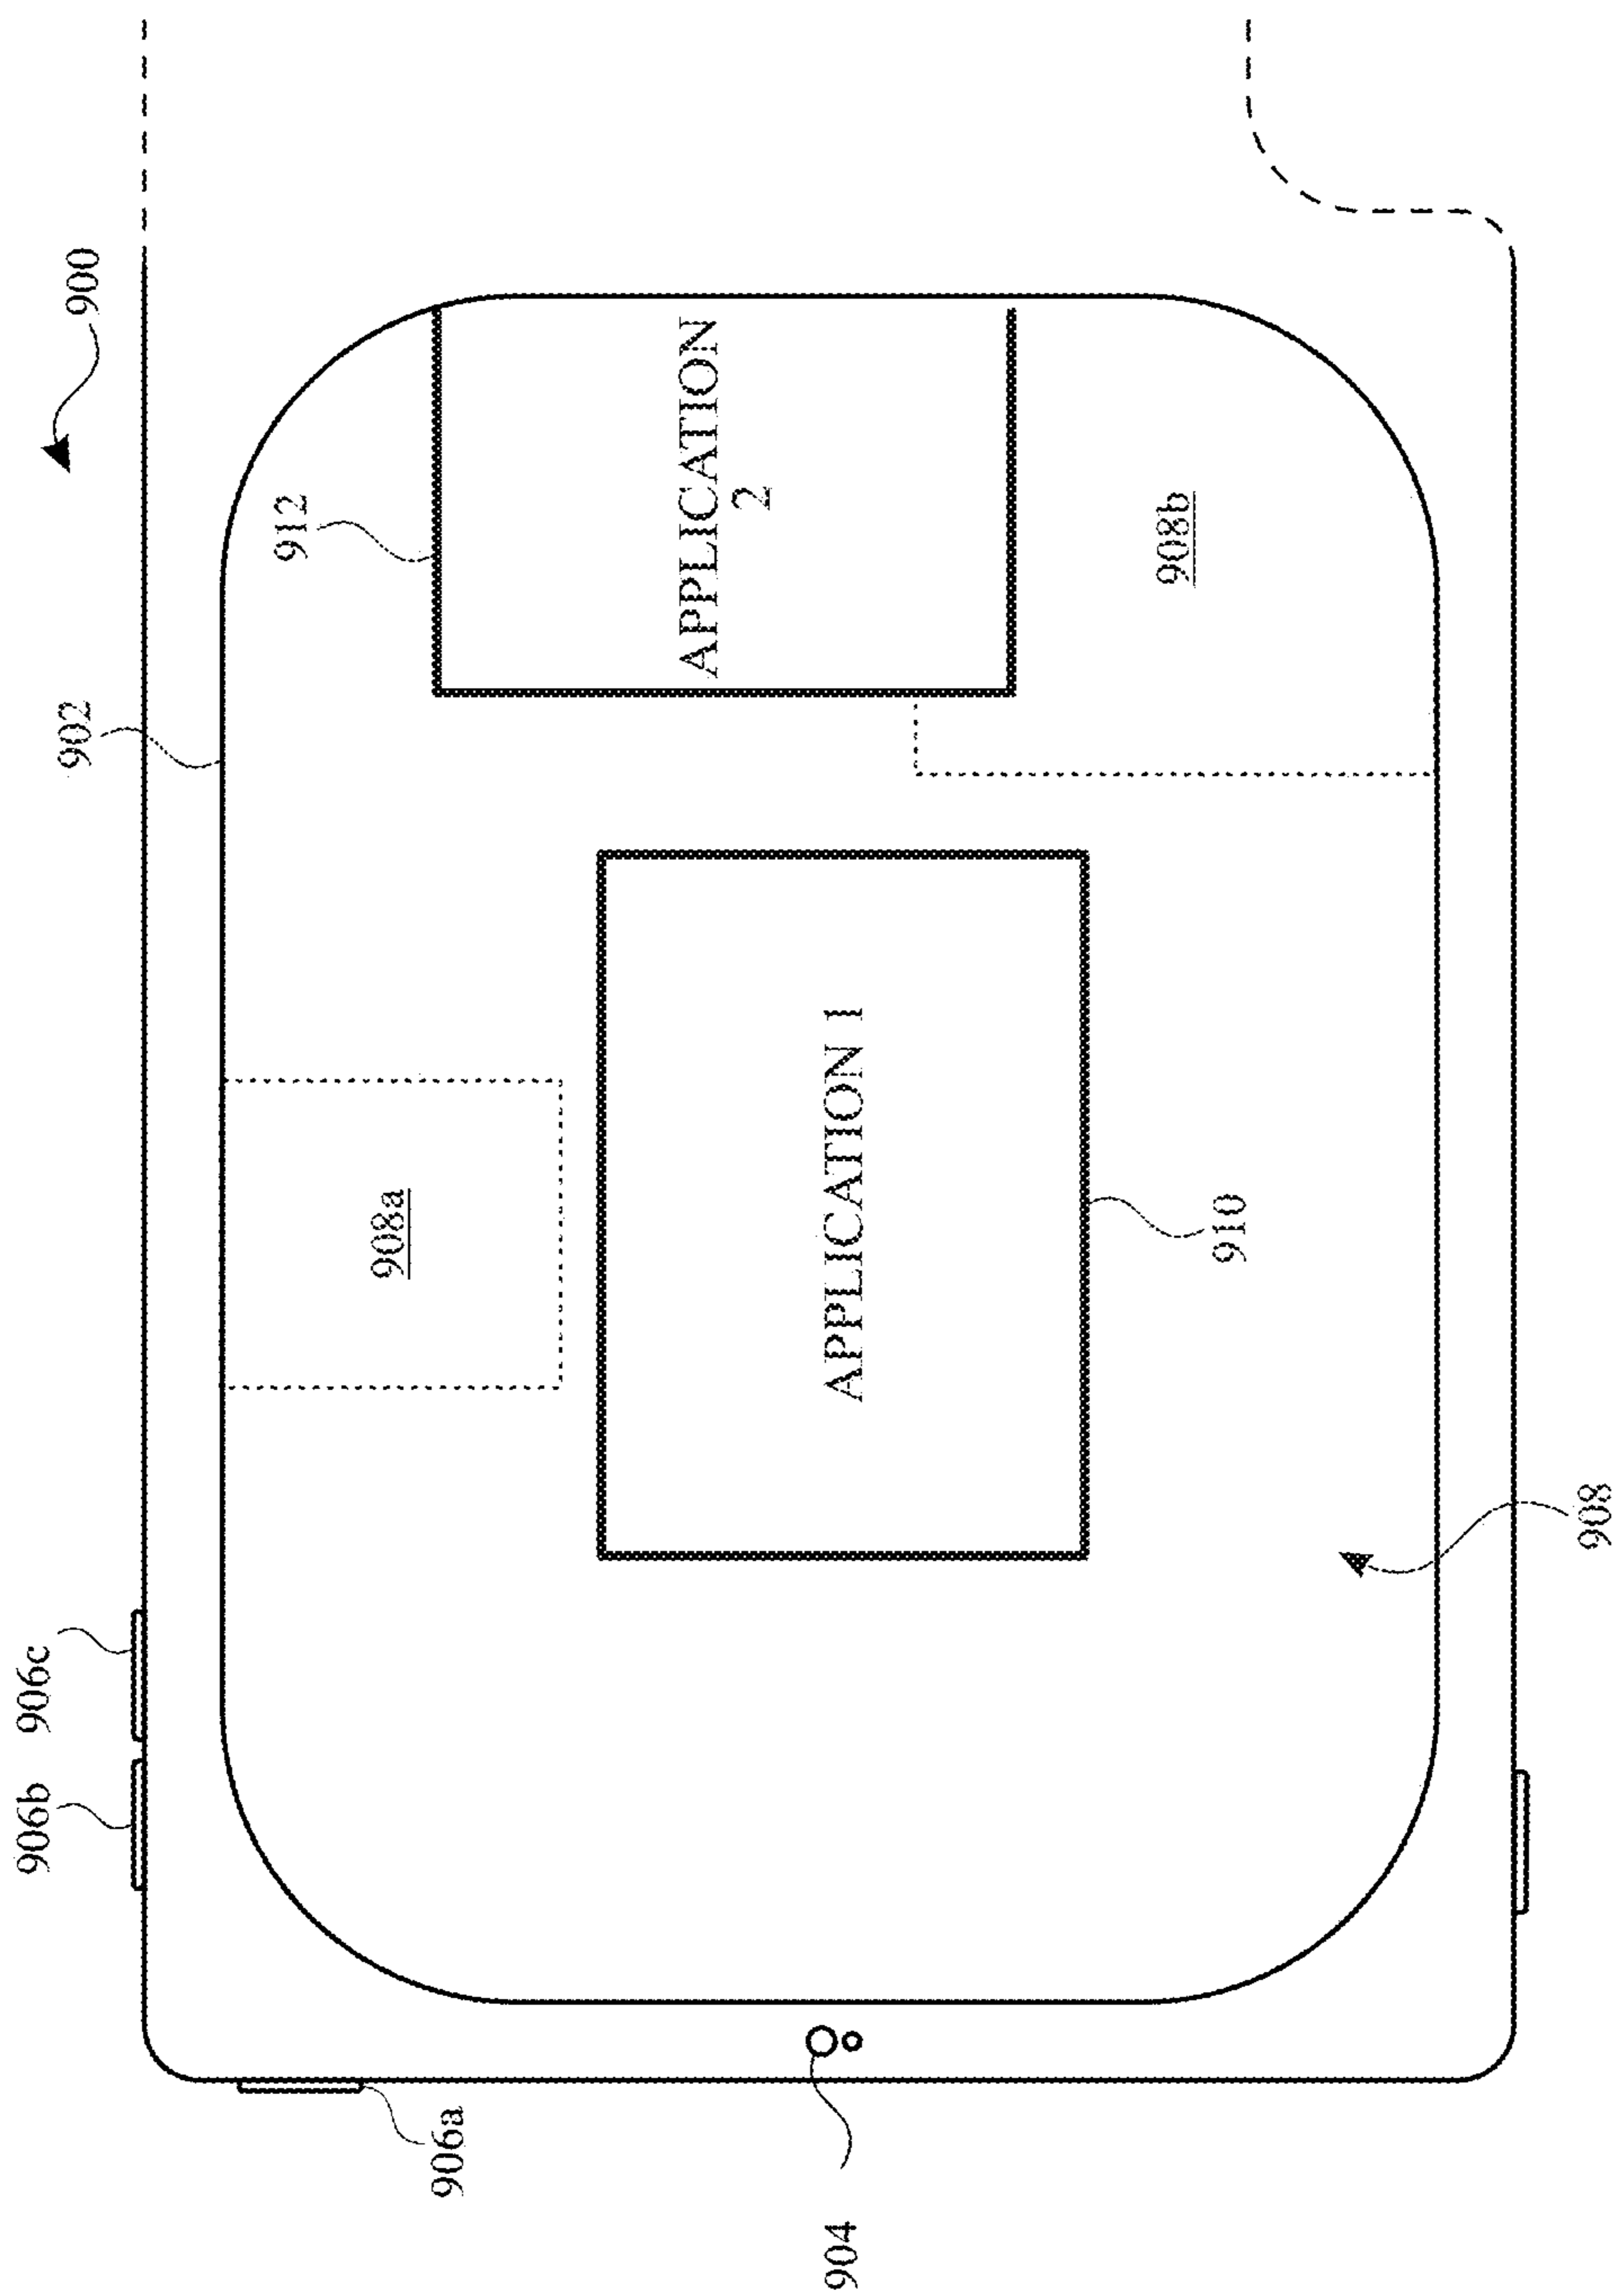 900
902
912
APPLICATION
2
908b
908a
APPLICATION 1
910
908
906c
906b
906a
904